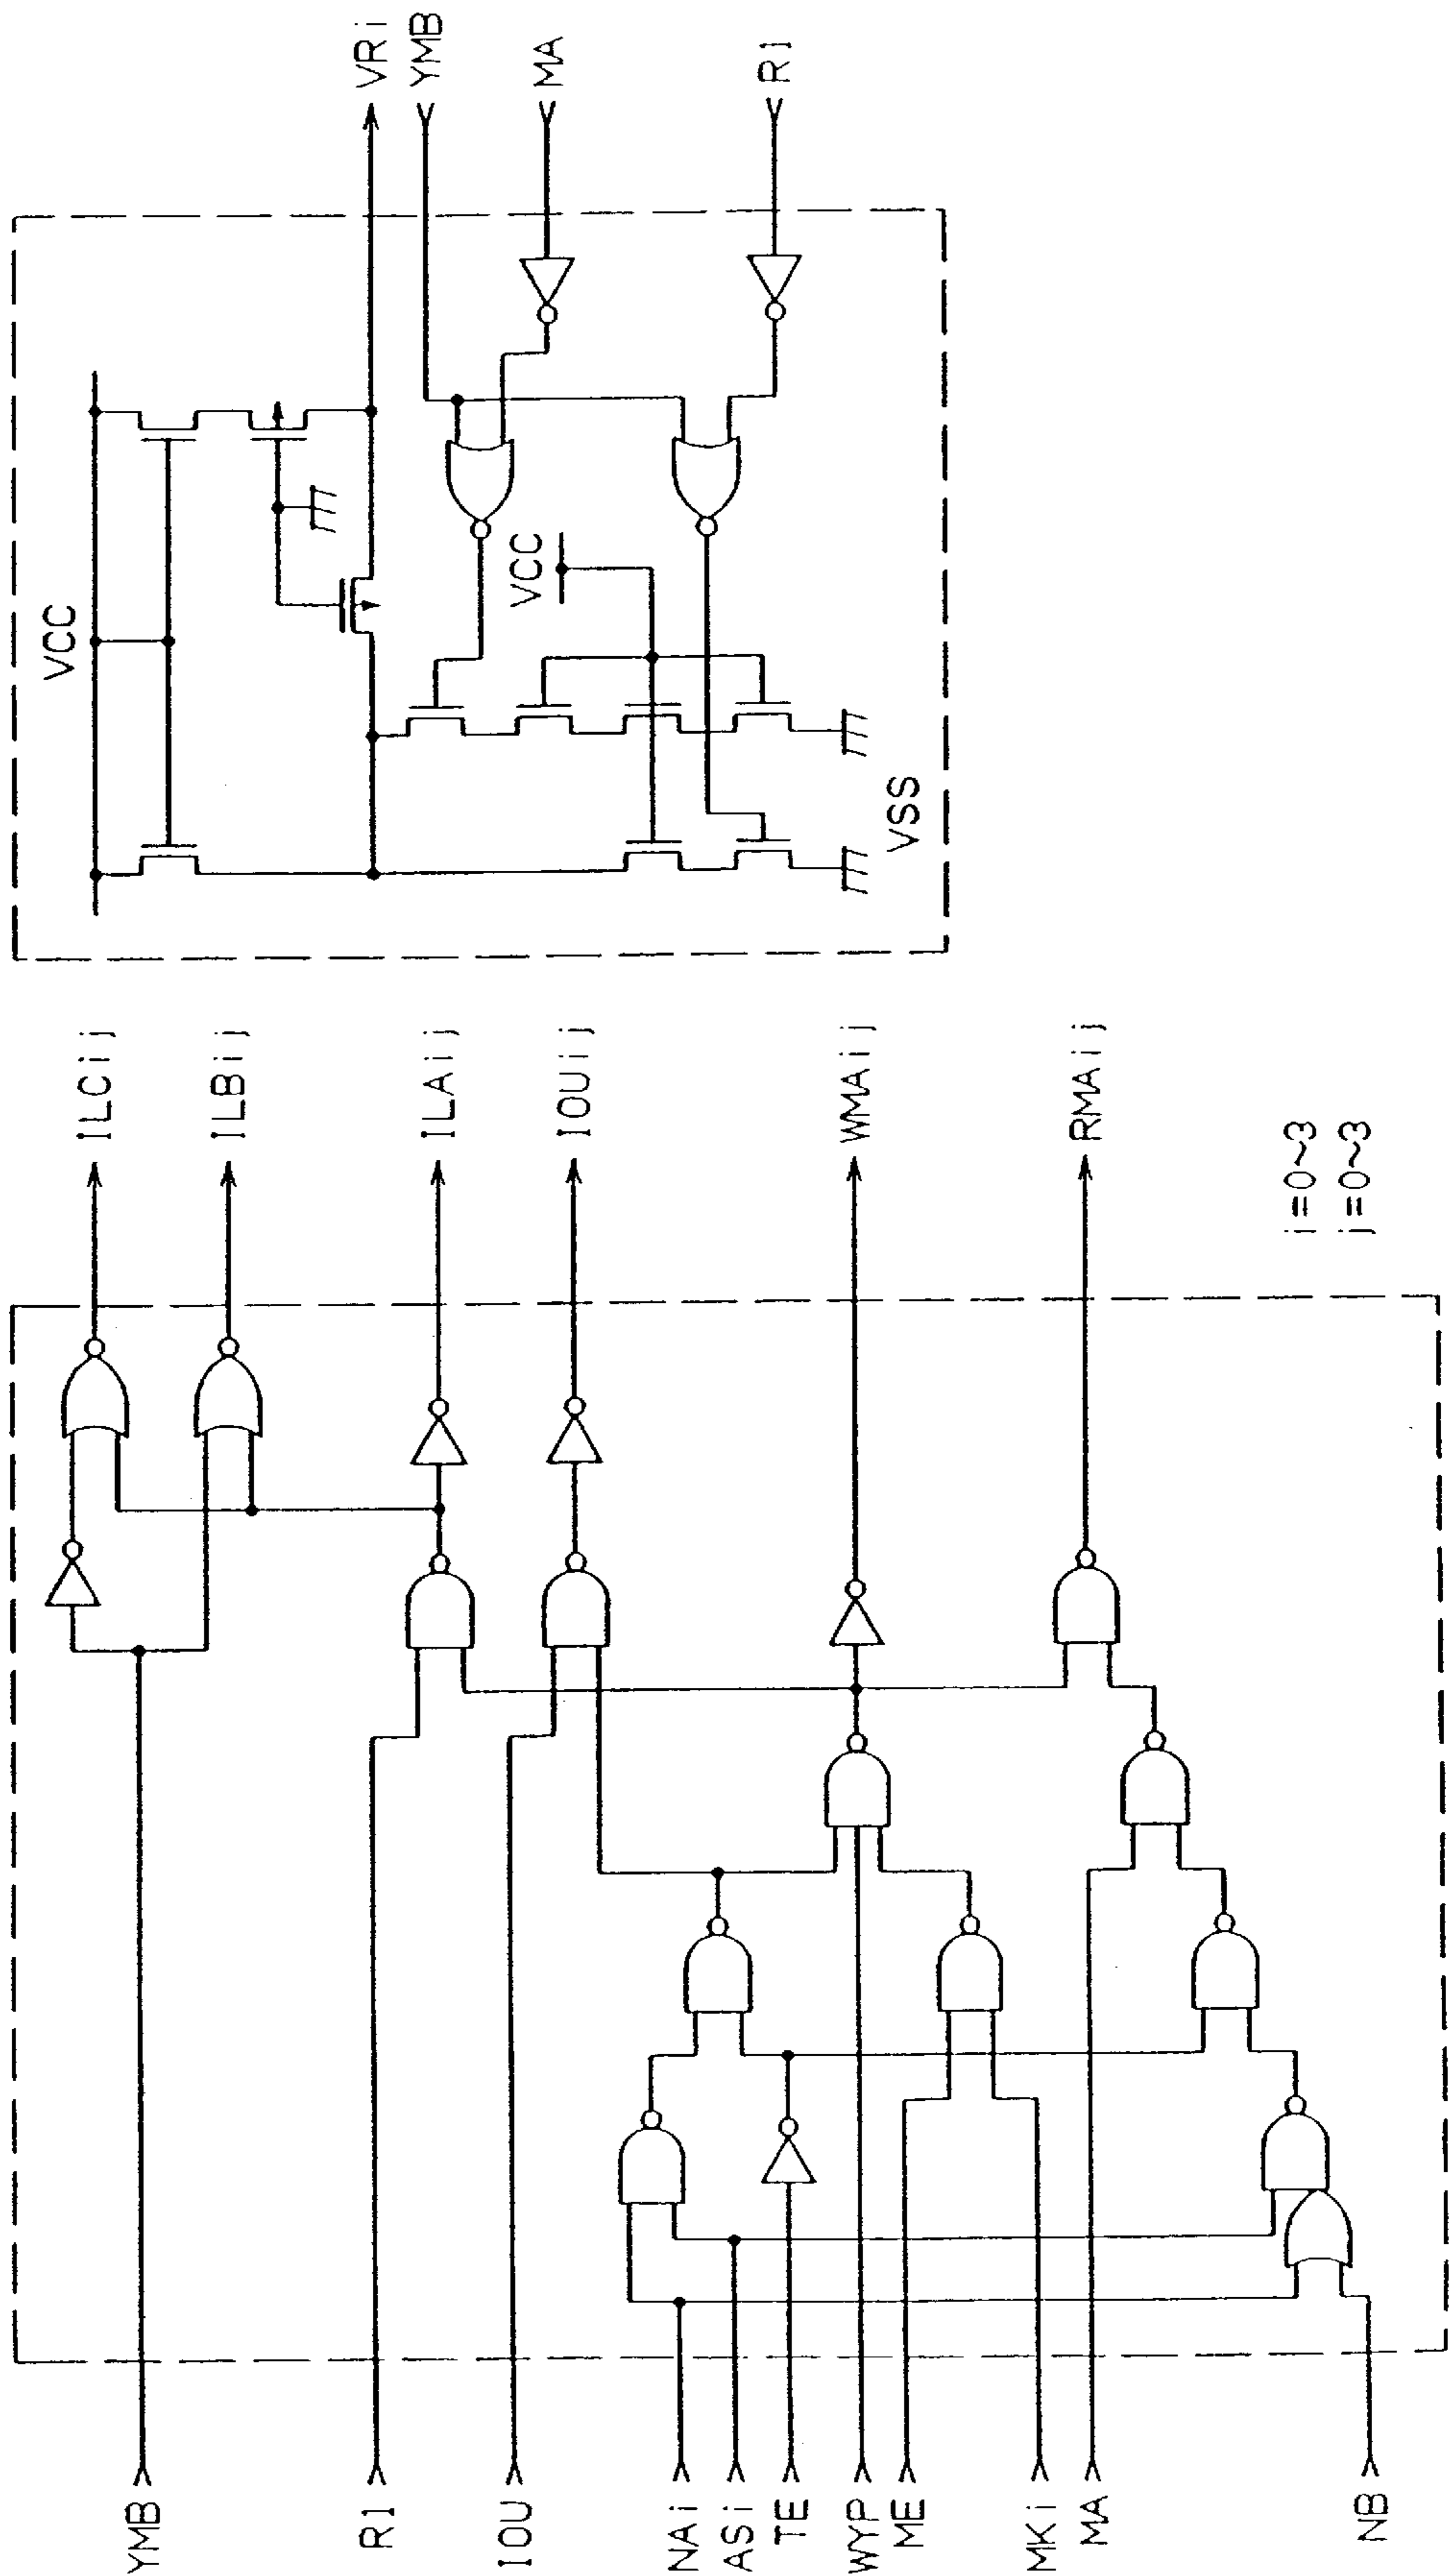 YMB
R1
IOU
NAi
ASi
TE
WYP
ME
MKi
MA
NB
ILCij
ILBij
ILAij
IOUij
WMAij
RMAij
i=0~3
j=0~3
VCC
VCC
VSS
VRi
YMB
MA
R1